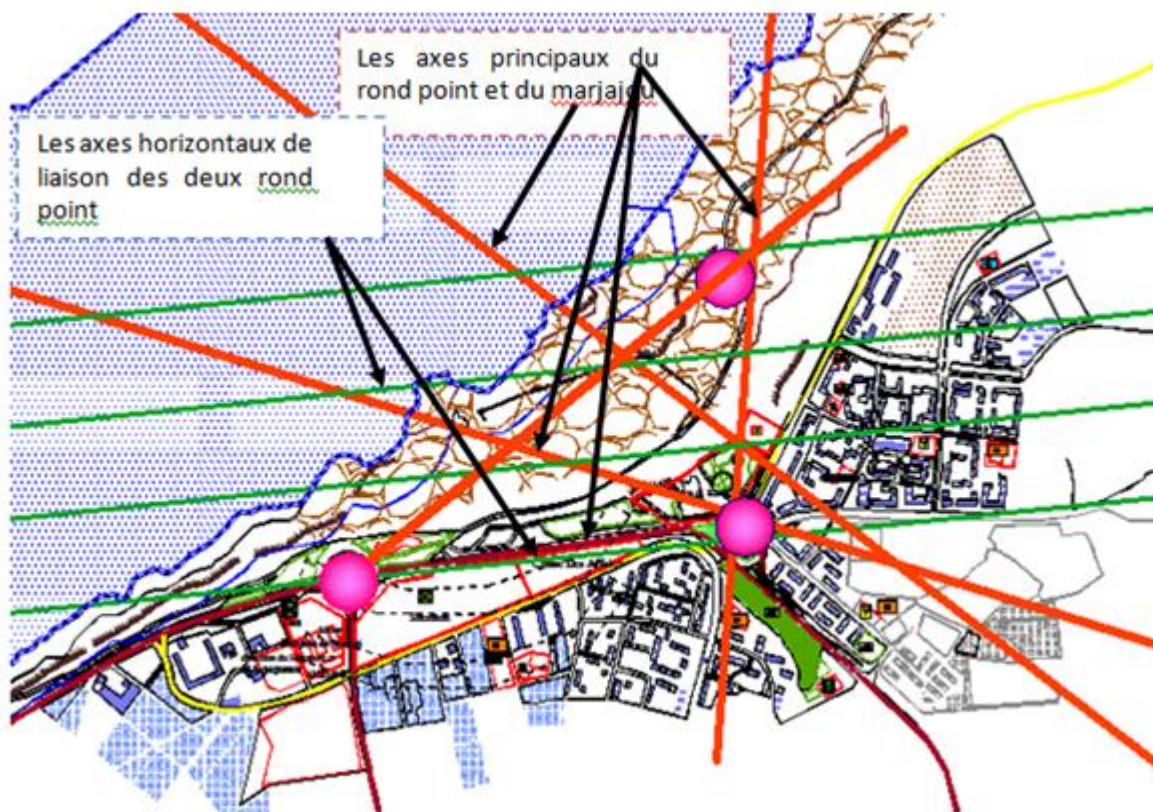 Les axes principaux du
rond point et du marjajou
Les axes horizontaux de
liaison des deux rond
point